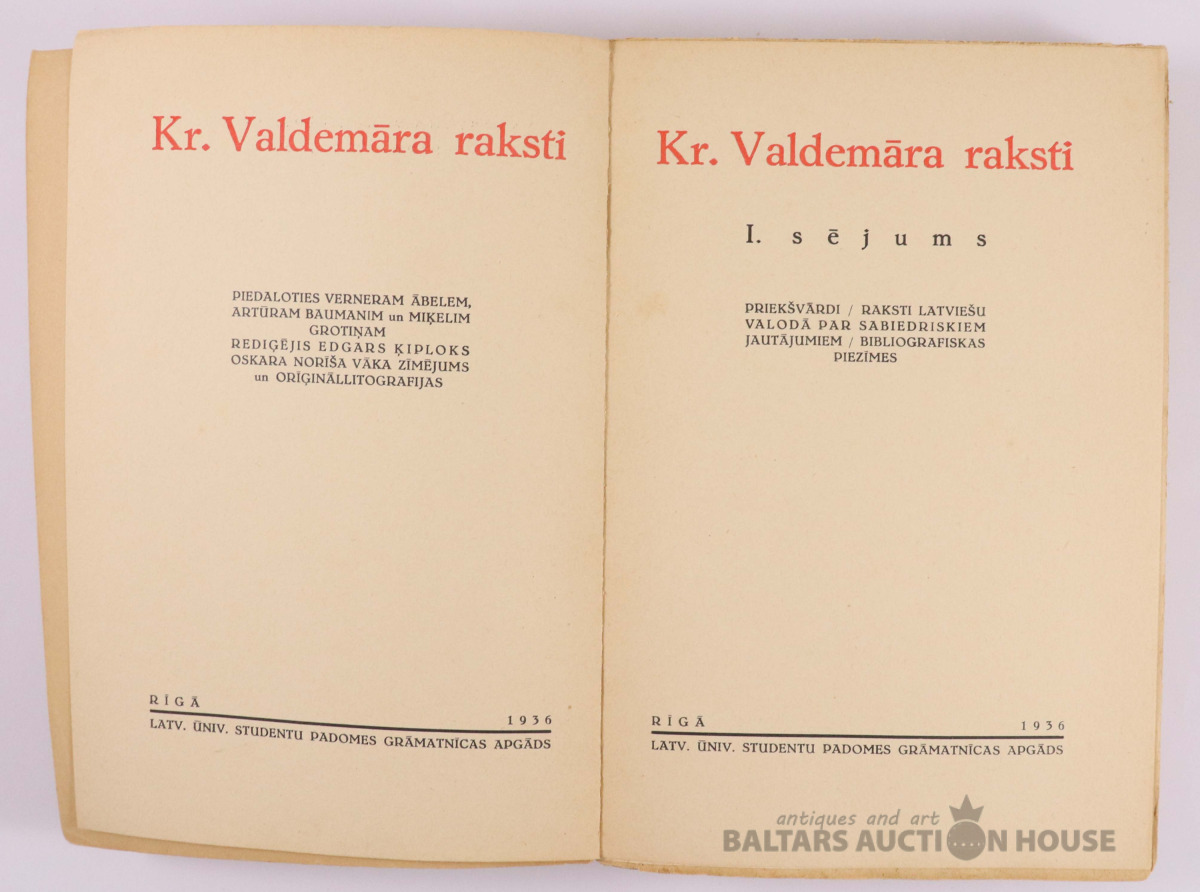 Kr. Valdemāra raksti
PIEDALOTIES VERNERAM ĀBELEM,
ARTŪRAM BAUMANIM un MIĶELIM
GROTIŅAM
REDIĢĒJIS EDGARS ĶIPLOKS
OSKARA NORĪŠA VĀKA ZĪMĒJUMS
un ORĪĢINĀLLITOGRAFIJAS
RĪGĀ
1936
LATV. ŪNIV. STUDENTU PADOMES GRĀMATNĪCAS APGĀDS
Kr. Valdemāra raksti
I. sējums
PRIEKŠVĀRDI / RAKSTI LATVIEŠU
VALODĀ PAR SABIEDRISKIEM
JAUTĀJUMIEM / BIBLIOGRAFISKAS
PIEZĪMES
RĪGĀ
1936
LATV. ŪNIV. STUDENTU PADOMES GRĀMATNĪCAS APGĀDS
antiques and art
BALTARS AUCTION HOUSE